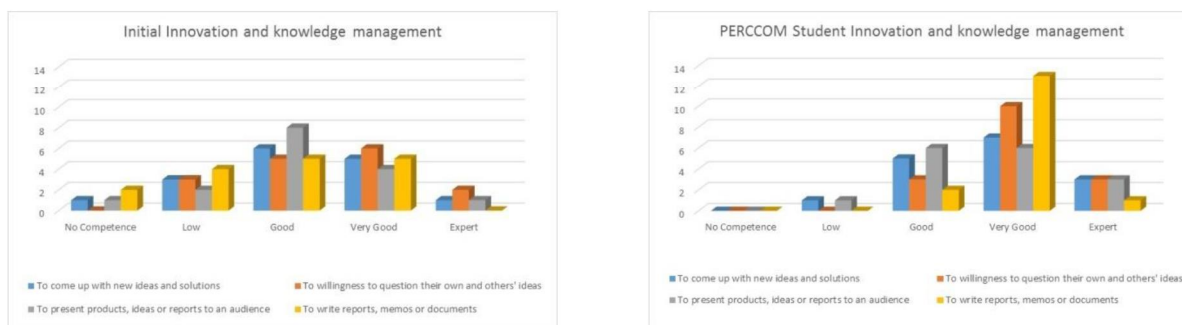 Initial Innovation and knowledge management
14
12
10
8
6
4
2
0
No Competence Low Good Very Good Expert
To come up with new ideas and solutions To willingness to question their own and others' ideas
To present products, ideas or reports to an audience To write reports, memos or documents
PERCCOM Student Innovation and knowledge management
14
12
10
8
6
4
2
0
No Competence Low Good Very Good Expert
To come up with new ideas and solutions To willingness to question their own and others' ideas
To present products, ideas or reports to an audience To write reports, memos or documents